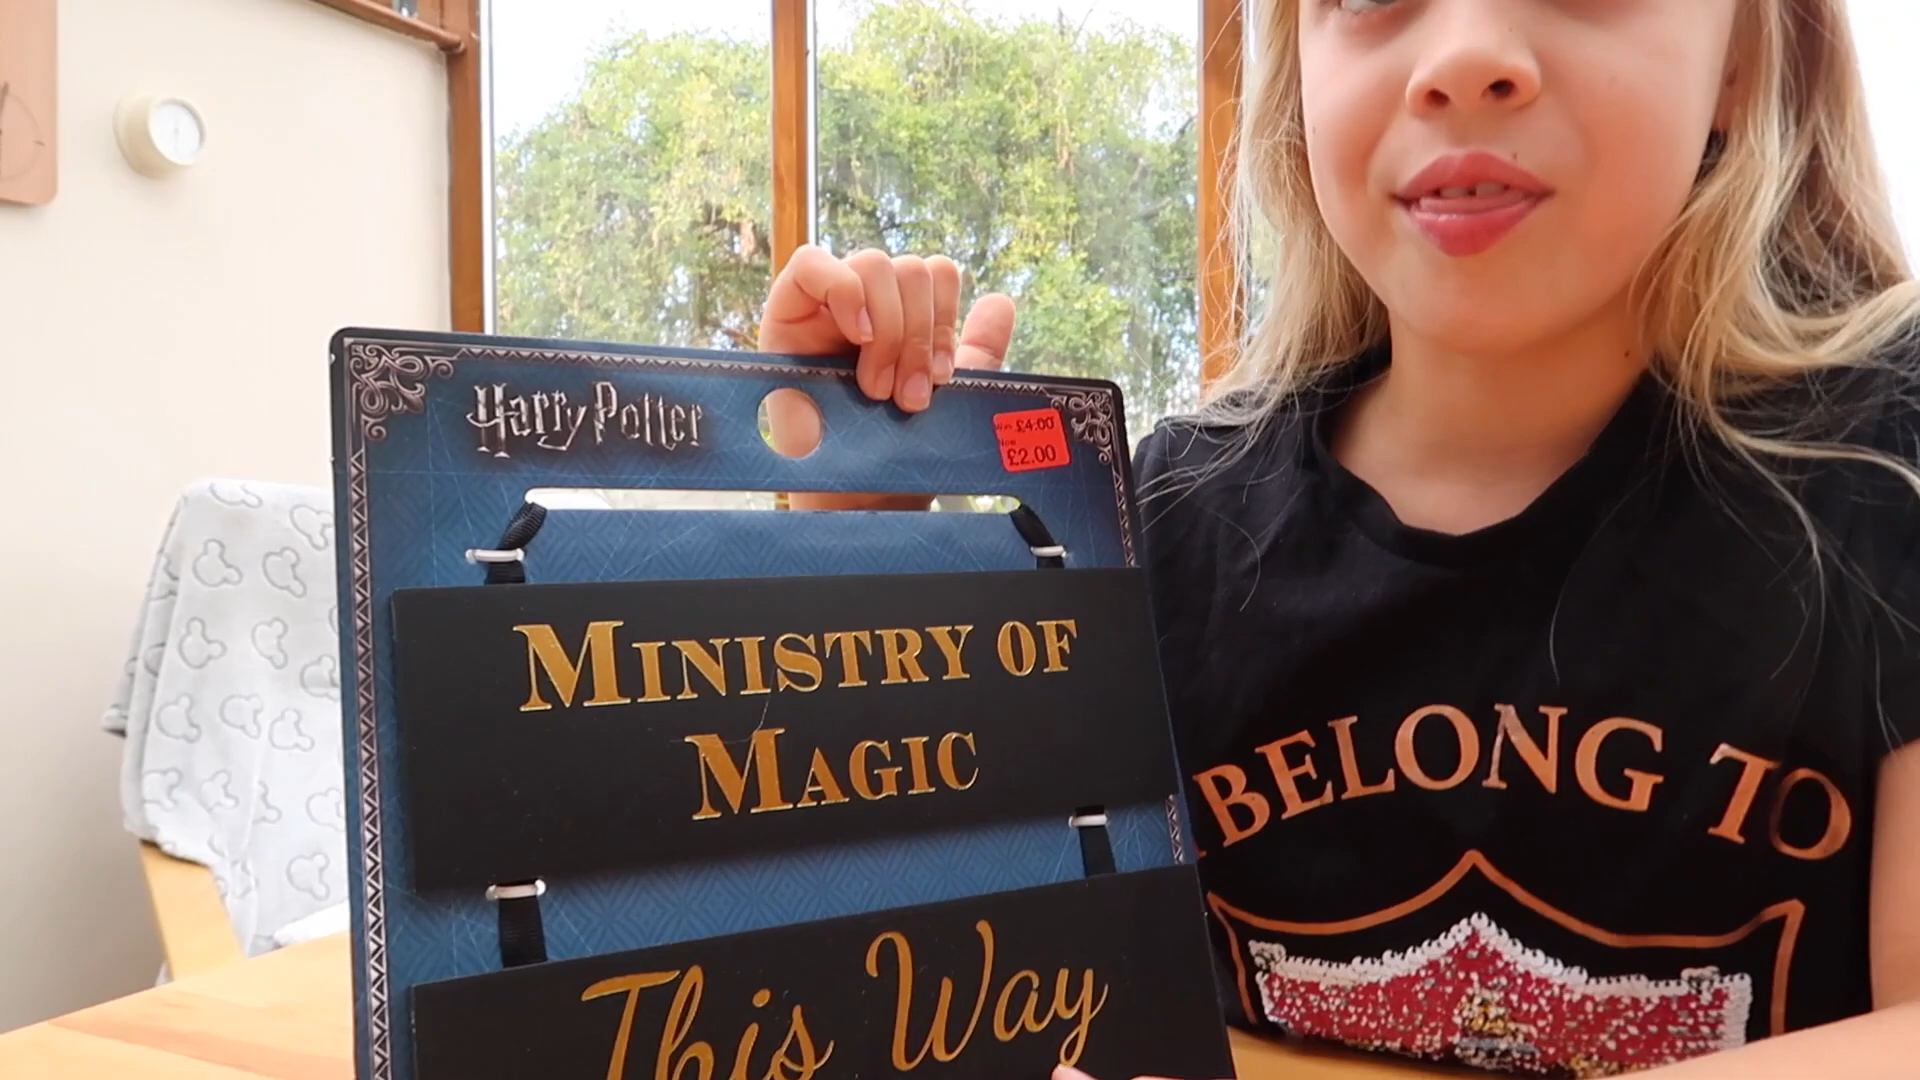 Harry Potter
Was £4.00
Now
£2.00
MINISTRY OF
MAGIC
This Way
BELONG TO